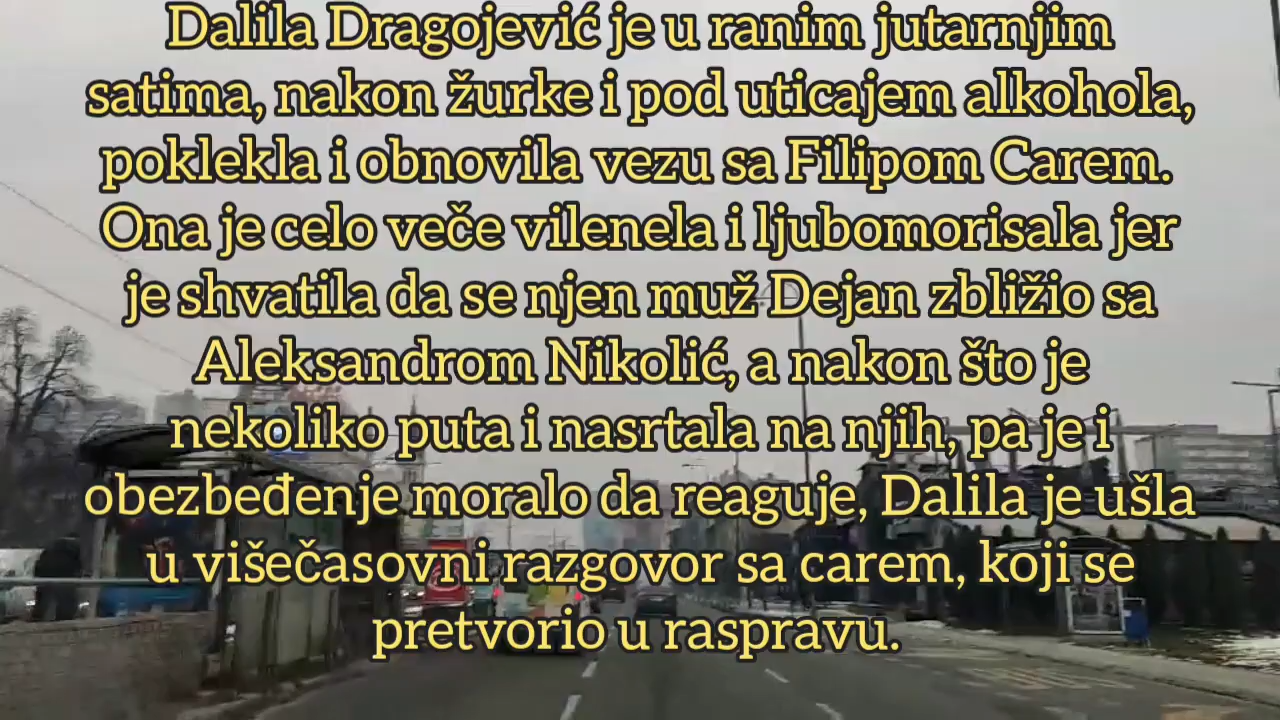 Dalila Dragojević je u ranim jutarnjim
satima, nakon žurke i pod uticajem alkohola,
poklekla i obnovila vezu sa Filipom Carem.
Ona je celo veče vilenela i ljubomorisala jer
je shvatila da se njen muž Dejan zbližio sa
Aleksandrom Nikolić, a nakon što je
nekoliko puta i nasrtala na njih, pa je i
obezbeđenje moralo da reaguje, Dalila je ušla
u višečasovni razgovor sa carem, koji se
pretvorio u raspravu.